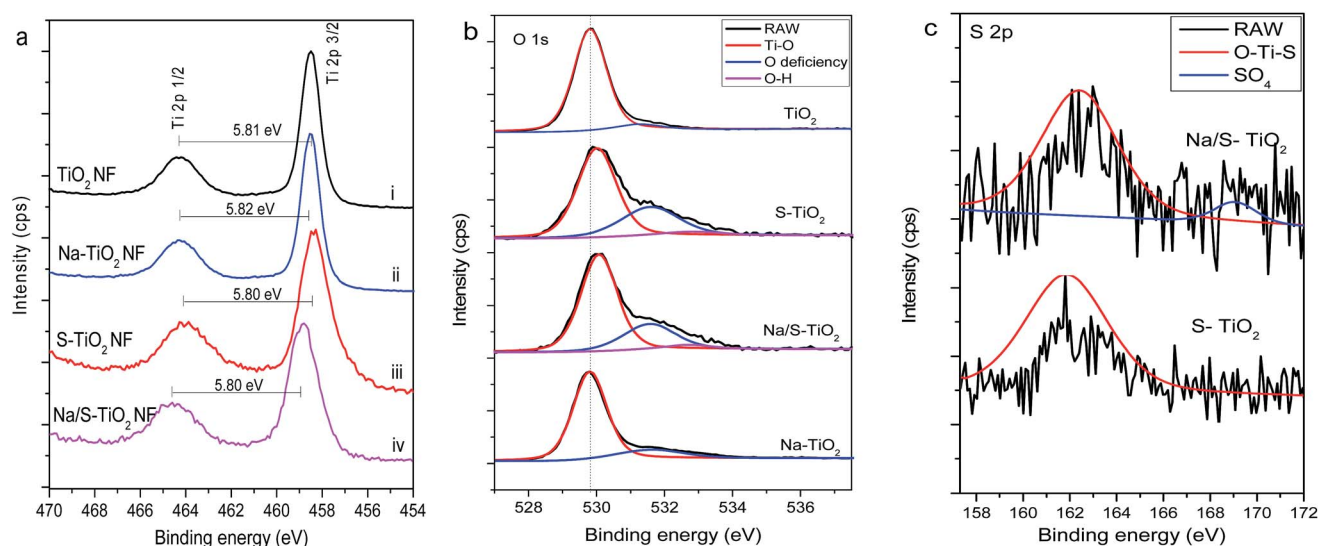 a
Ti 2p 1/2
Ti 2p 3/2
5.81 eV
TiO2 NF
i
5.82 eV
Na-TiO2 NF
ii
5.80 eV
S-TiO2 NF
iii
5.80 eV
Na/S-TiO2 NF
iv
Intensity (cps)
470 468 466 464 462 460 458 456 454
Binding energy (eV)
b
O 1s
RAW
Ti-O
O deficiency
O-H
TiO2
S-TiO2
Na/S-TiO2
Na-TiO2
Intensity (cps)
528 530 532 534 536
Binding energy (eV)
c
S 2p
RAW
O-Ti-S
SO4
Na/S- TiO2
S- TiO2
Intensity (cps)
158 160 162 164 166 168 170 172
Binding energy (eV)